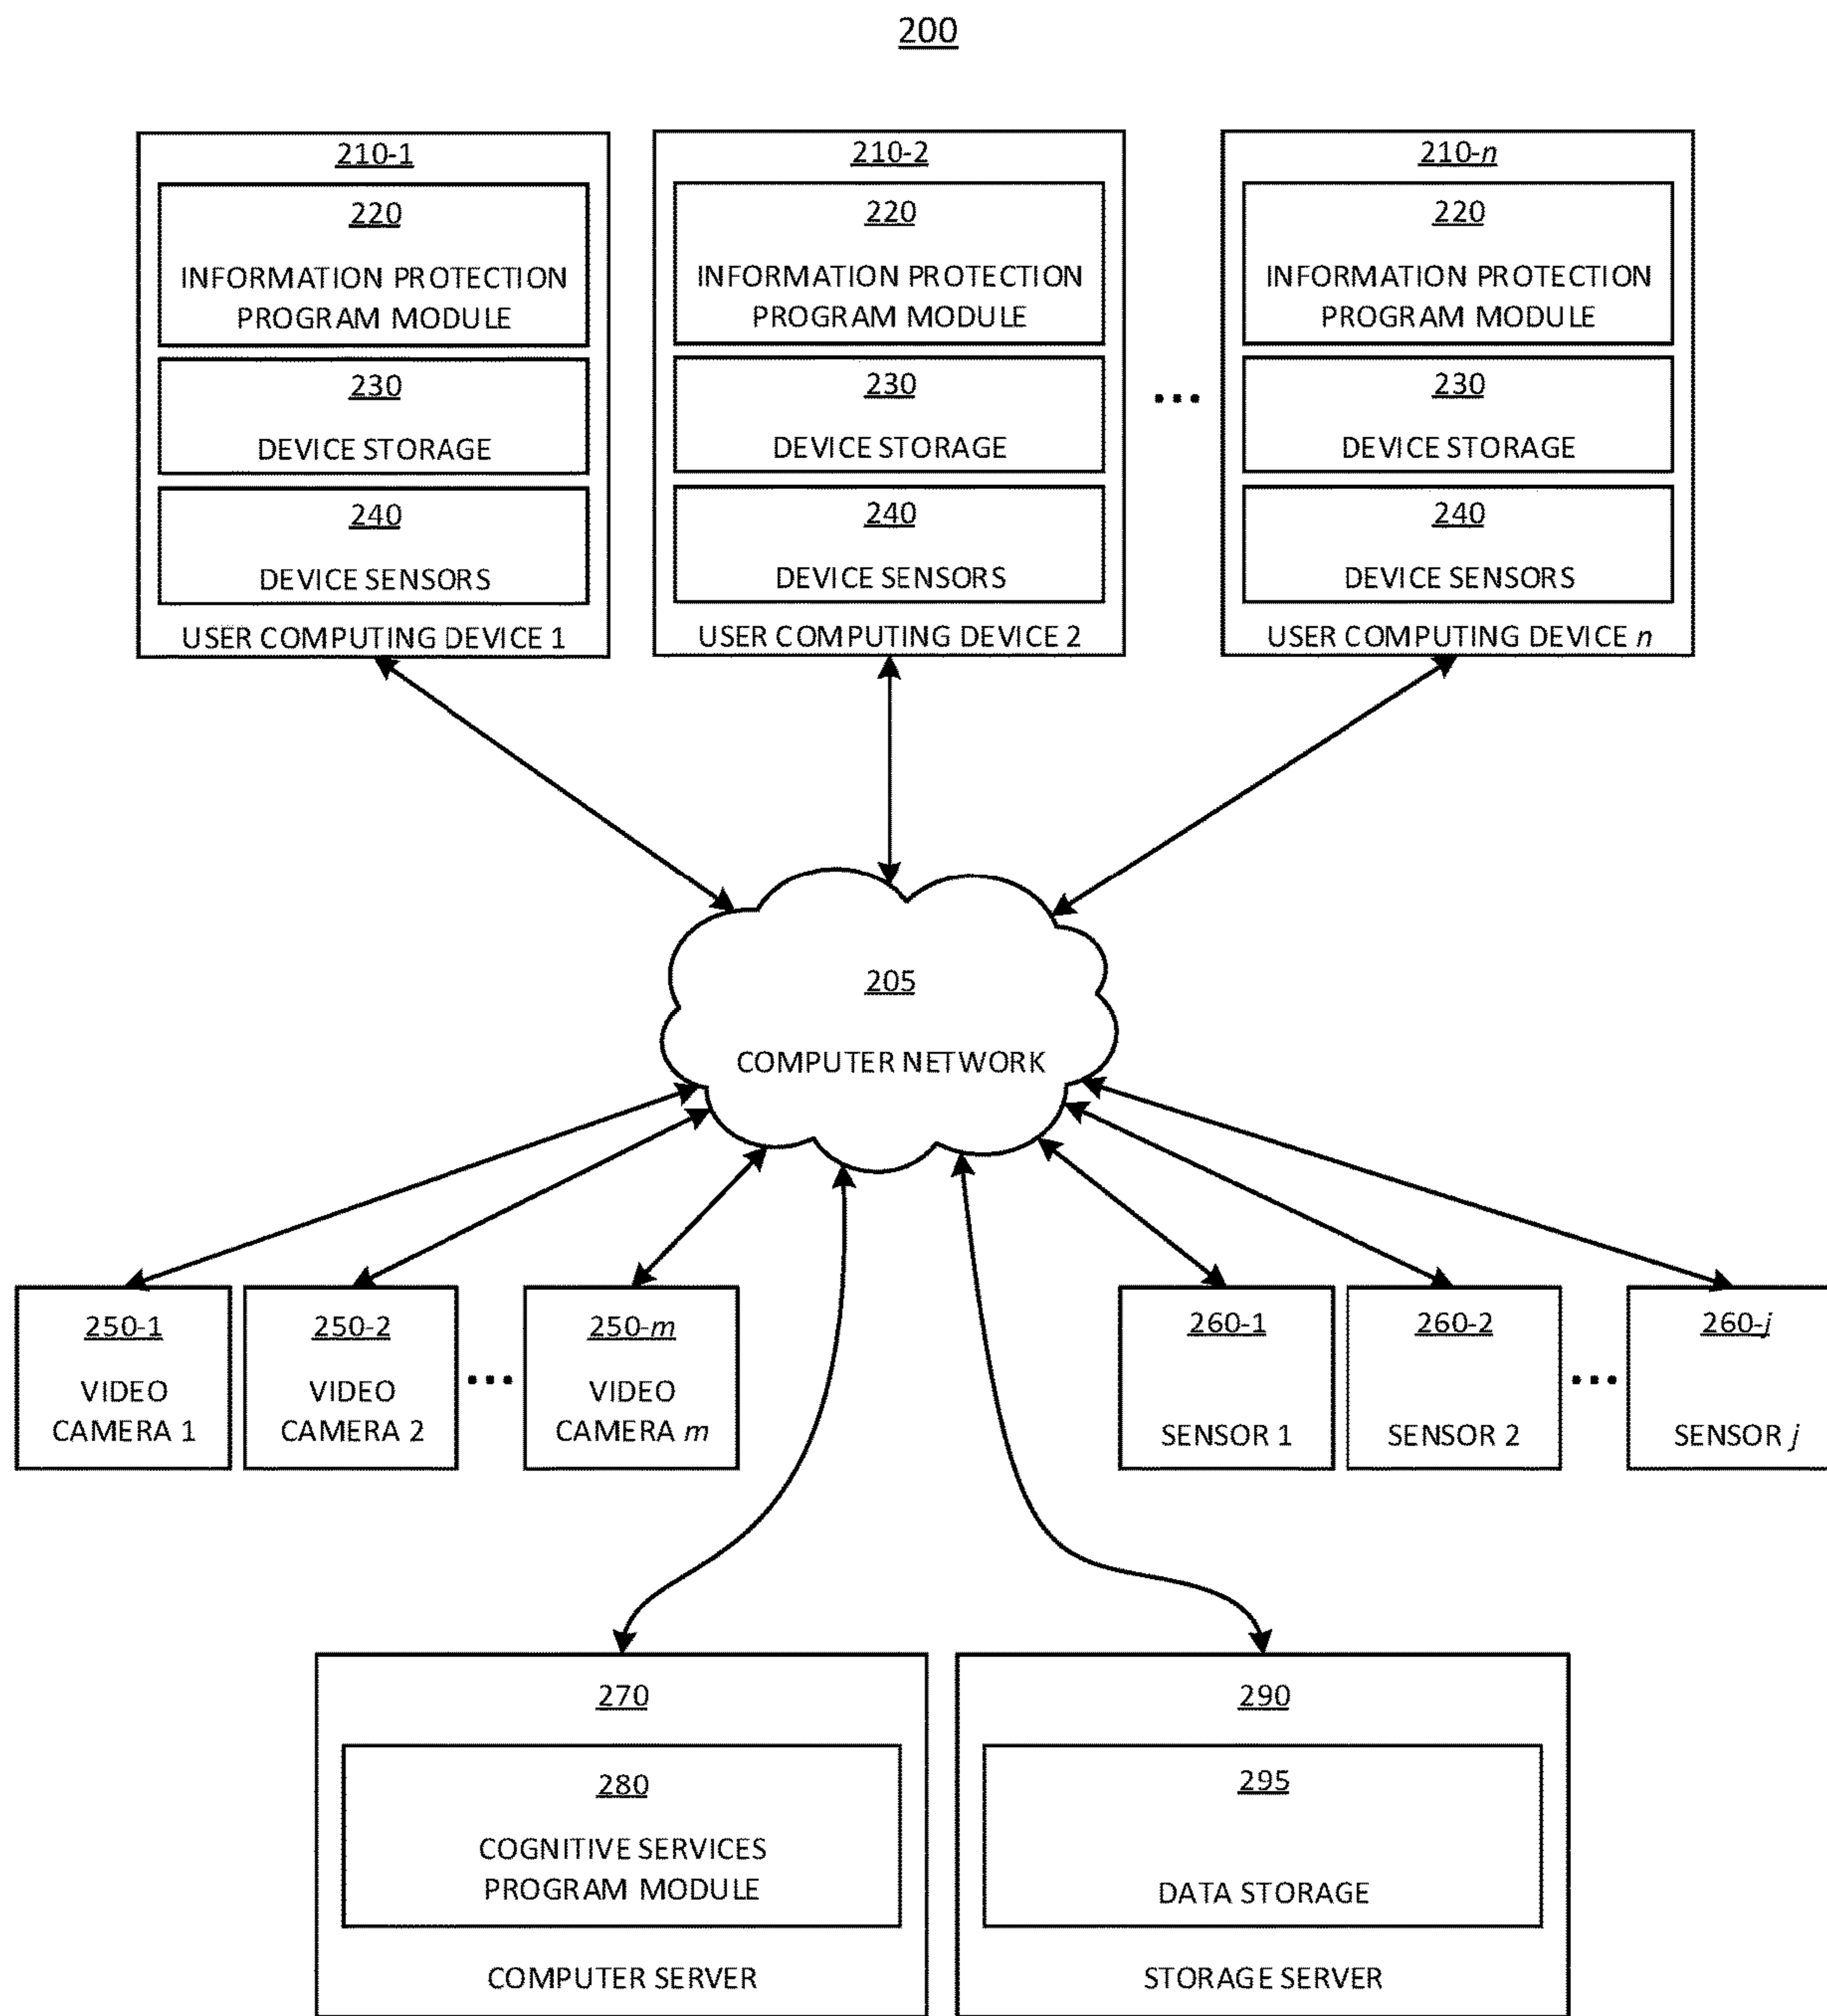 200
210-1
220
INFORMATION PROTECTION
PROGRAM MODULE
230
DEVICE STORAGE
240
DEVICE SENSORS
USER COMPUTING DEVICE 1
210-2
220
INFORMATION PROTECTION
PROGRAM MODULE
230
DEVICE STORAGE
240
DEVICE SENSORS
USER COMPUTING DEVICE 2
...
210-n
220
INFORMATION PROTECTION
PROGRAM MODULE
230
DEVICE STORAGE
240
DEVICE SENSORS
USER COMPUTING DEVICE n
205
COMPUTER NETWORK
250-1
VIDEO
CAMERA 1
250-2
VIDEO
CAMERA 2
...
250-m
VIDEO
CAMERA m
260-1
SENSOR 1
260-2
SENSOR 2
...
260-j
SENSOR j
270
280
COGNITIVE SERVICES
PROGRAM MODULE
COMPUTER SERVER
290
295
DATA STORAGE
STORAGE SERVER